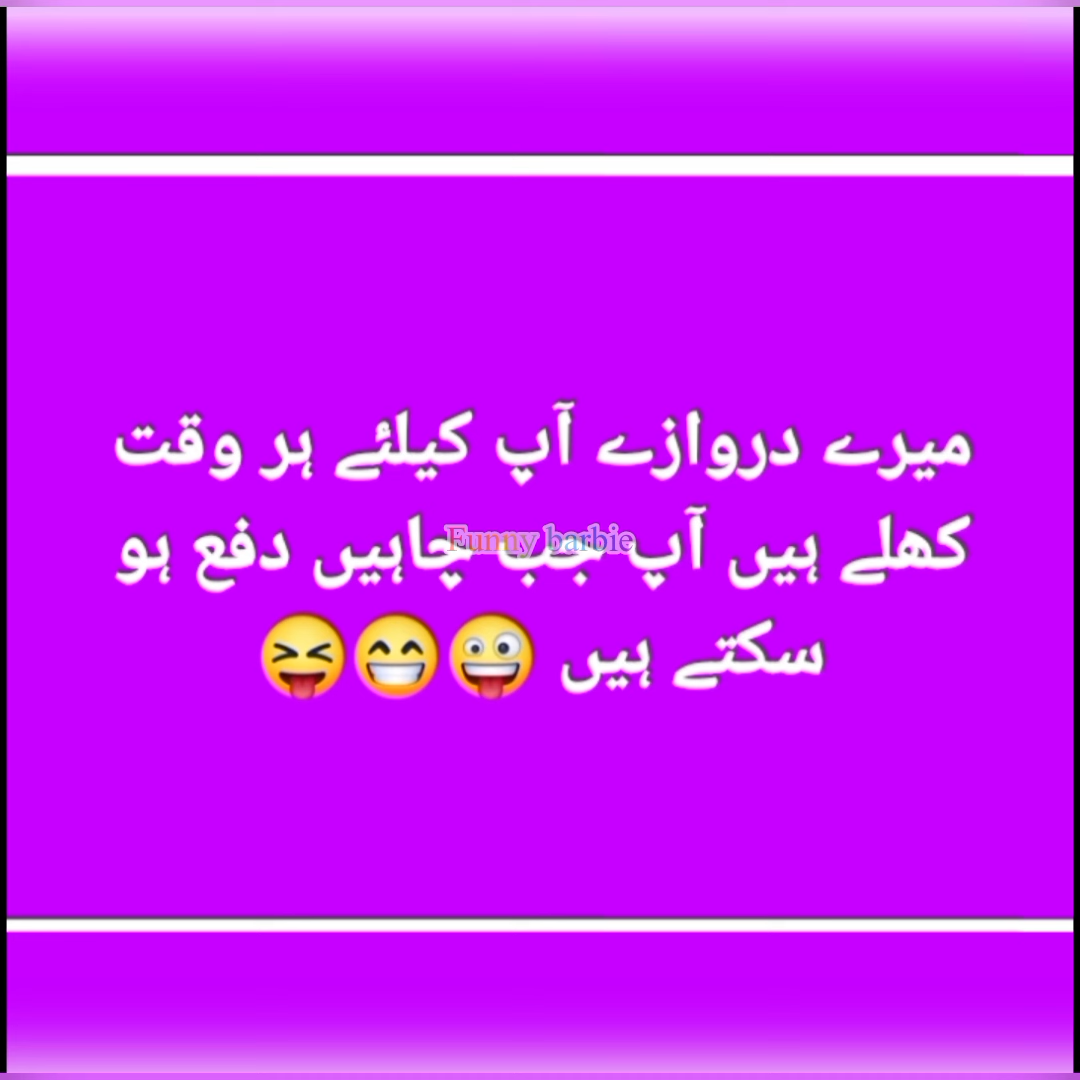 میرے دروازے آپ کیلئے ہر وقت
کھلے ہیں آپ جب چاہیں دفع ہو
سکتے ہیں 🤪😁😝
Funny barbie